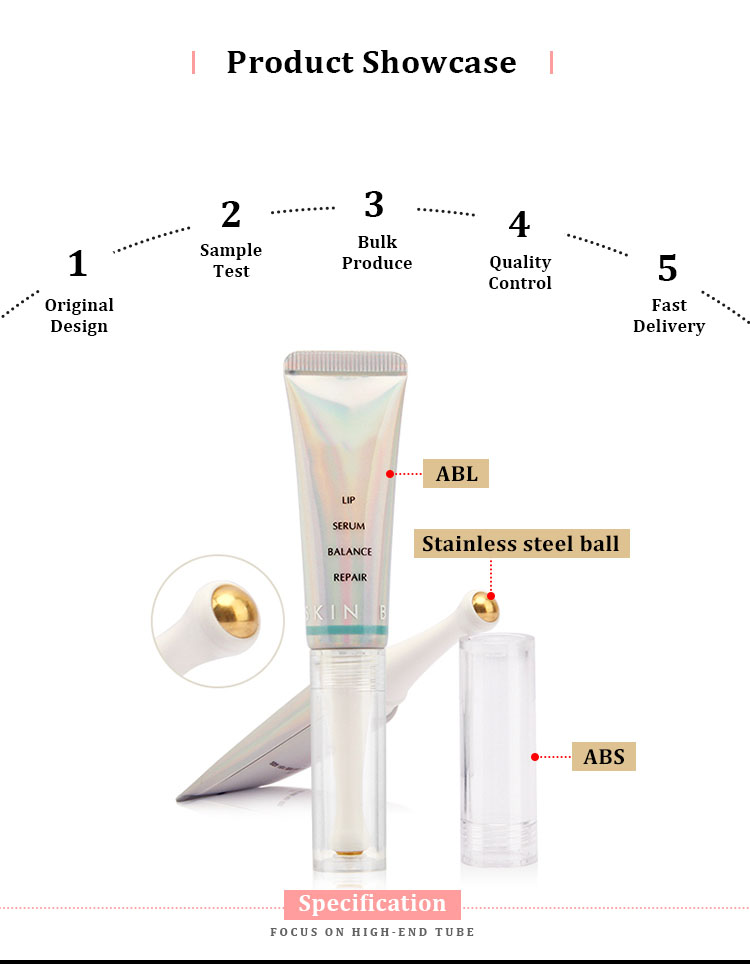 Product Showcase
1
Original
Design
2
Sample
Test
3
Bulk
Produce
4
Quality
Control
5
Fast
Delivery
ABL
LIP
SERUM
BALANCE
REPAIR
SKIN B
Stainless steel ball
ABS
Specification
FOCUS ON HIGH-END TUBE